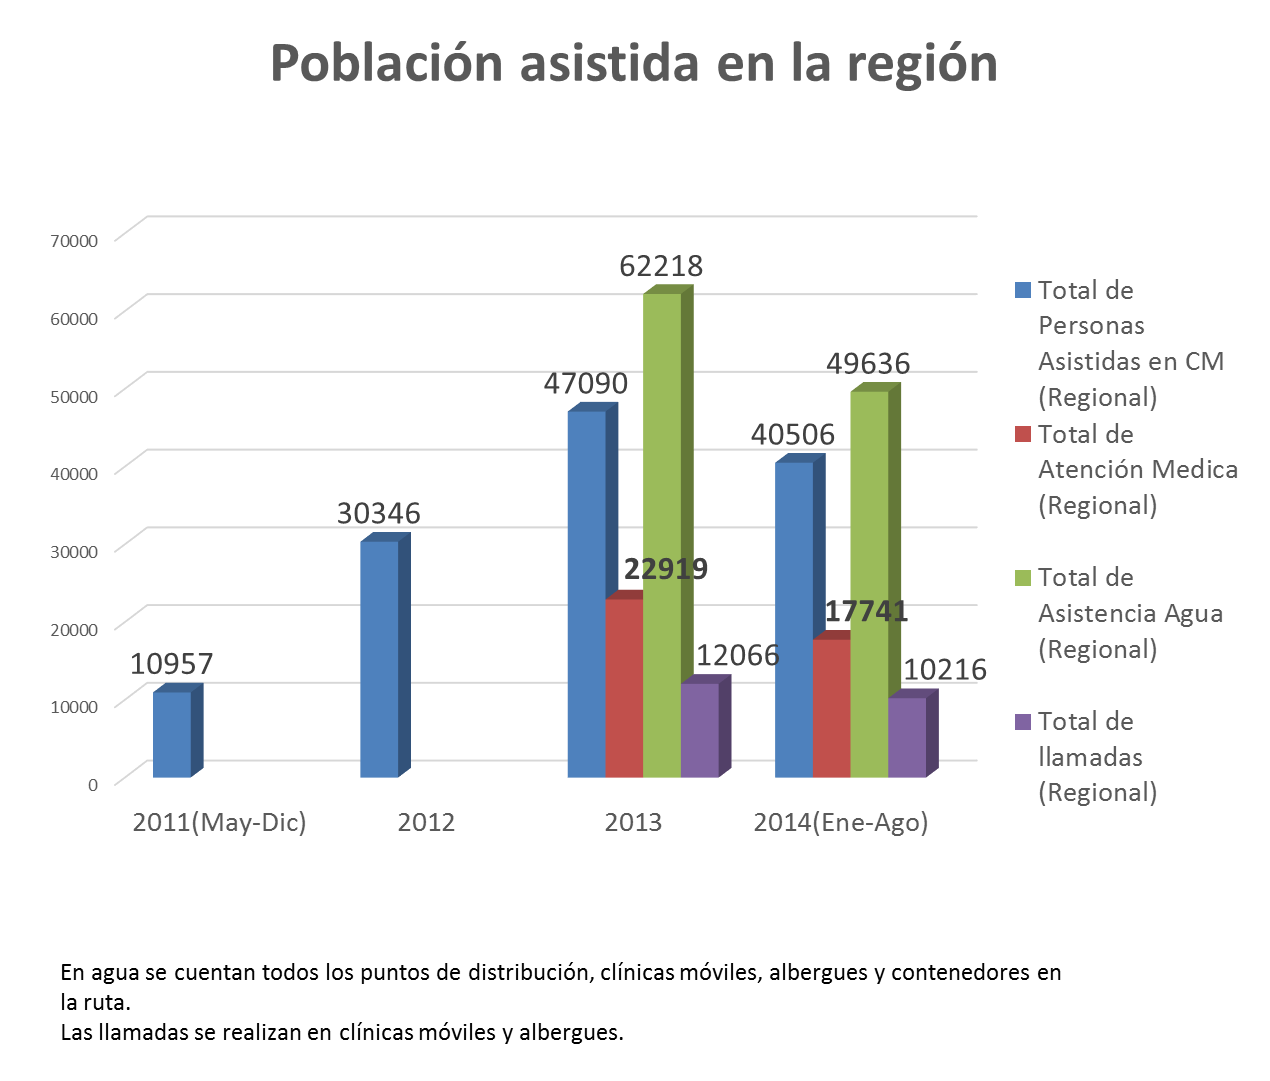 Población asistida en la región
70000
60000
50000
40000
30000
20000
10000
0
10957
30346
47090
22919
62218
12066
40506
17741
49636
10216
2011(May-Dic)
2012
2013
2014(Ene-Ago)
Total de
Personas
Asistidas en CM
(Regional)
Total de
Atención Medica
(Regional)
Total de
Asistencia Agua
(Regional)
Total de
llamadas
(Regional)
En agua se cuentan todos los puntos de distribución, clínicas móviles, albergues y contenedores en
la ruta.
Las llamadas se realizan en clínicas móviles y albergues.